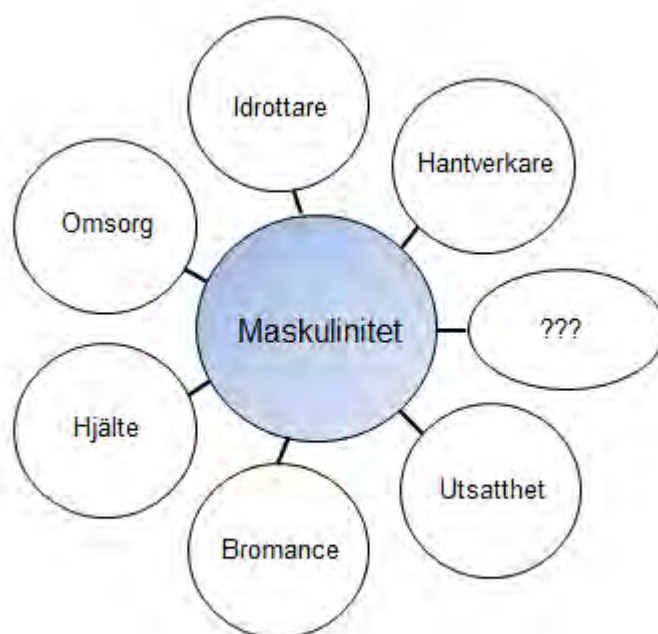 Idrottare
Hantverkare
Omsorg
Maskulinitet
???
Hjälte
Utsatthet
Bromance